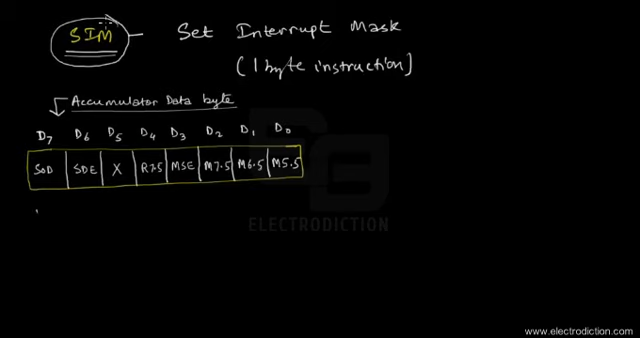 SIM - Set Interrupt Mask
(1 byte instruction)
Accumulator Data byte
D7 D6 D5 D4 D3 D2 D1 D0
SOD SDE X R7.5 MSE M7.5 M6.5 M5.5
ELECTRODICTION
www.electrodiction.com